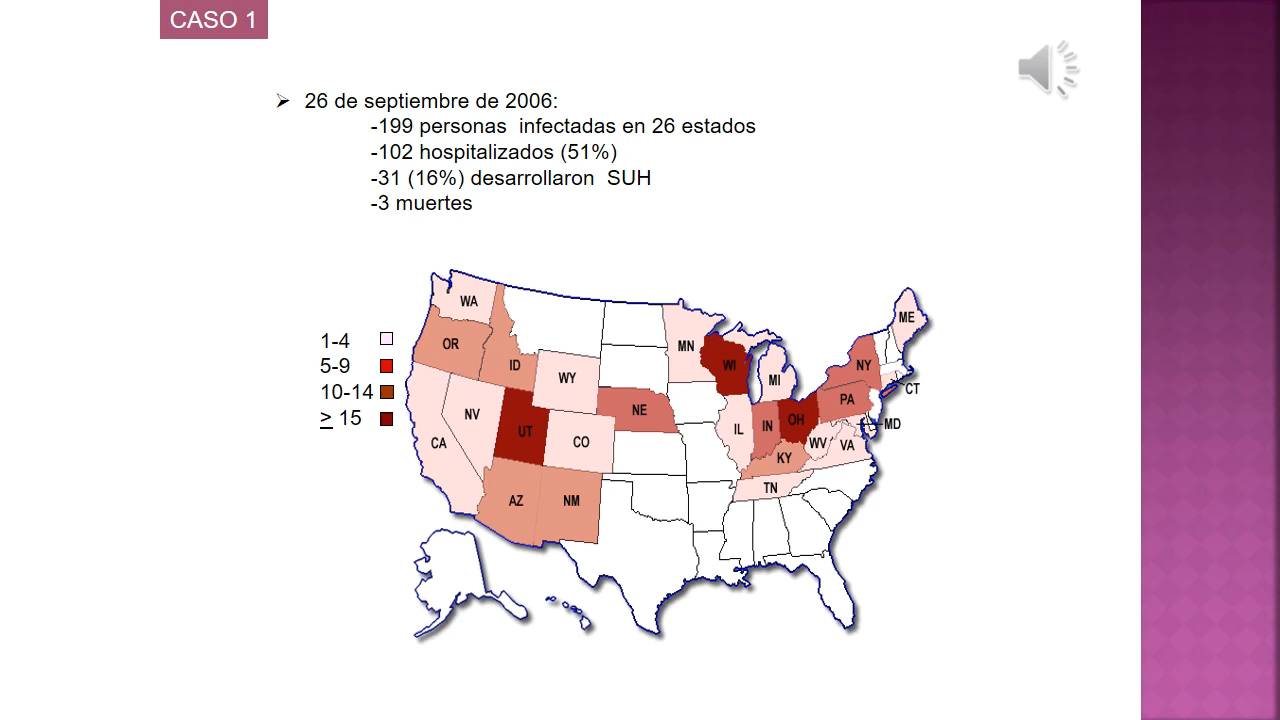 CASO 1
➢ 26 de septiembre de 2006:
-199 personas infectadas en 26 estados
-102 hospitalizados (51%)
-31 (16%) desarrollaron SUH
-3 muertes
1-4
5-9
10-14
≥ 15
WA
OR
ID
WY
NV
CA
UT
CO
AZ
NM
NE
MN
WI
MI
IL
IN
OH
KY
TN
WV
VA
PA
NY
ME
CT
MD